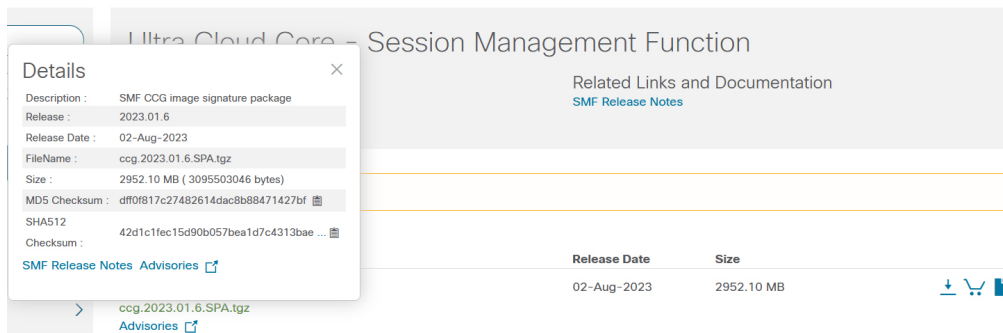 Ultra Cloud Core – Session Management Function
Details
Related Links and Documentation
SMF Release Notes
Description : SMF CCG image signature package
Release : 2023.01.6
Release Date : 02-Aug-2023
FileName : ccg.2023.01.6.SPA.tgz
Size : 2952.10 MB ( 3095503046 bytes)
MD5 Checksum : dff0f817c27482614dac8b88471427bf
SHA512
Checksum :
42d1c1fec15d90b057bea1d7c4313bae ...
SMF Release Notes Advisories
Release Date Size
02-Aug-2023 2952.10 MB
ccg.2023.01.6.SPA.tgz
Advisories